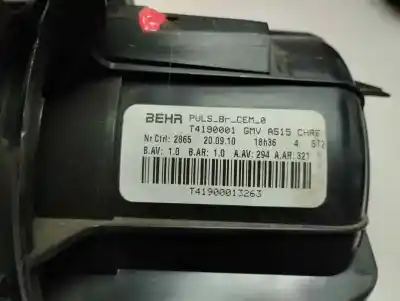 BEHR PULS_Br_CEM_0
T4190001 GMV A51S CHRE
Nr Ctrl: 2865 20.09.10 18h36 4 ST2
B.AV: 1.0 B.AR: 1.0 A.AV: 294 A.AR: 321
T41900013263